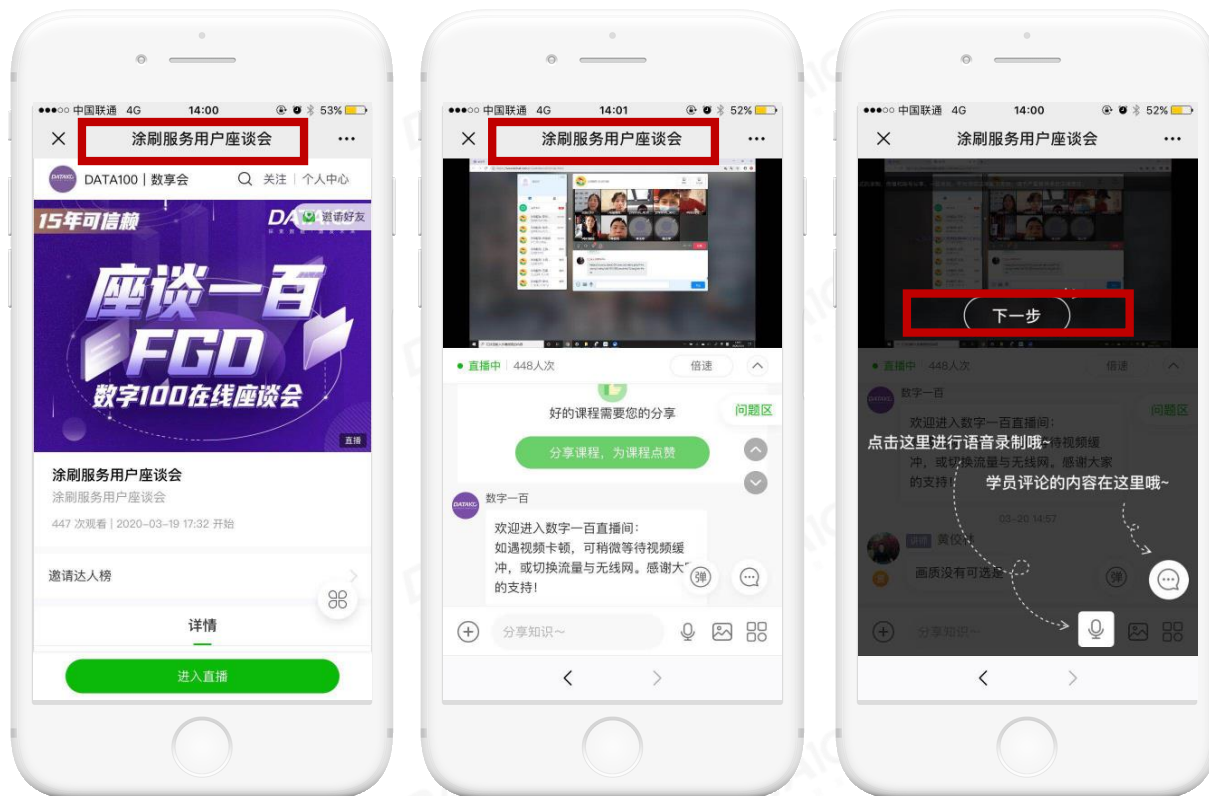 中国联通 4G 14:00 53%
涂刷服务用户座谈会
DATA100 | 数享会 关注 | 个人中心
15年可信赖
邀请好友
座谈一百
FGD
数字100在线座谈会
直播
涂刷服务用户座谈会
涂刷服务用户座谈会
447 次观看 | 2020-03-19 17:32 开始
邀请达人榜
详情
进入直播
中国联通 4G 14:01 52%
涂刷服务用户座谈会
直播中 448人次 倍速
好的课程需要您的分享
问题区
分享课程，为课程点赞
数字一百
欢迎进入数字一百直播间：
如遇视频卡顿，可稍微等待视频缓
冲，或切换流量与无线网。感谢大
的支持！
弹
分享知识～
中国联通 4G 14:00 52%
涂刷服务用户座谈会
下一步
直播中 448人次 倍速
数字一百
问题区
欢迎进入数字一百直播间：
点击这里进行语音录制哦~
待视频缓
冲，或切换流量与无线网。感谢大家
的支持！
学员评论的内容在这里哦~
03-20 14:57
讲师
画质没有可选是
弹
分享知识～